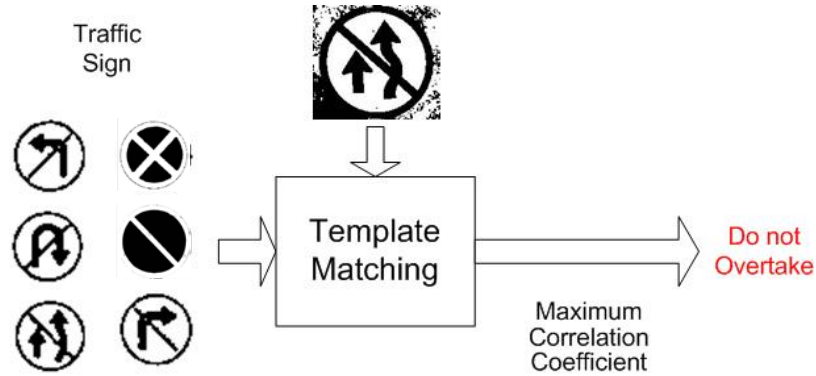 Traffic
Sign
Template
Matching
Do not
Overtake
Maximum
Correlation
Coefficient